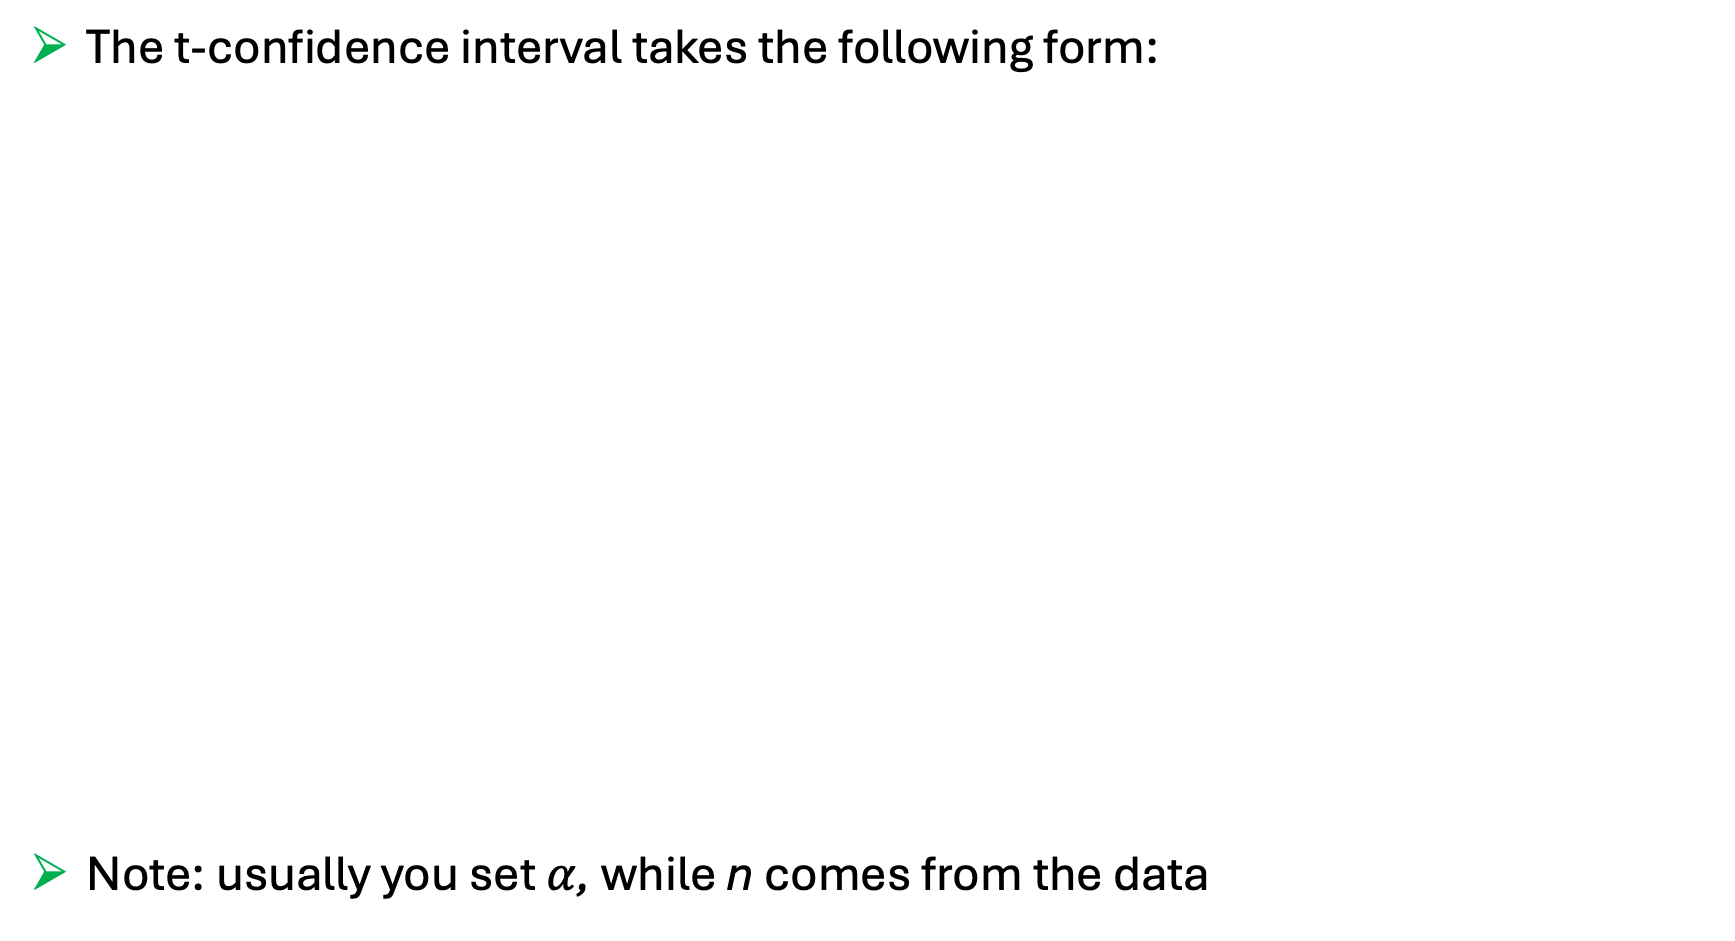 ➢ The t-confidence interval takes the following form:
➢ Note: usually you set α, while n comes from the data